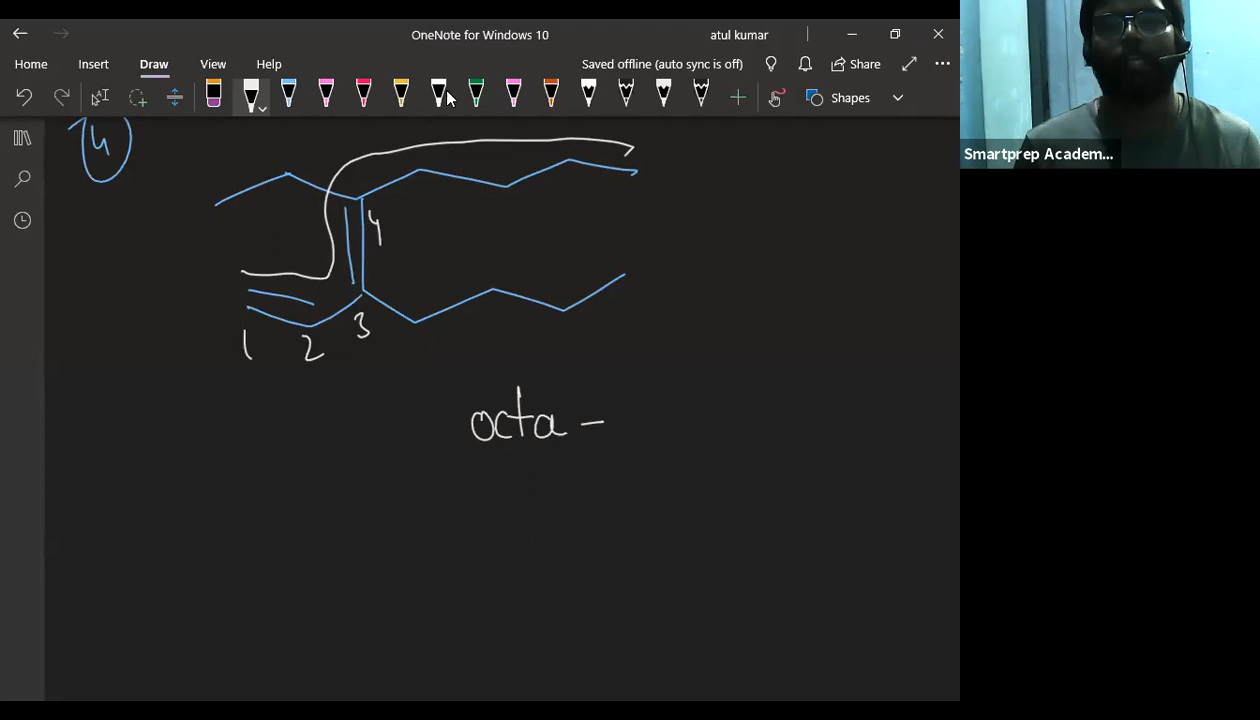 OneNote for Windows 10
atul kumar
Home Insert Draw View Help
Saved offline (auto sync is off)
Share
Shapes
Smartprep Academ...
4
4
1 2 3
octa -